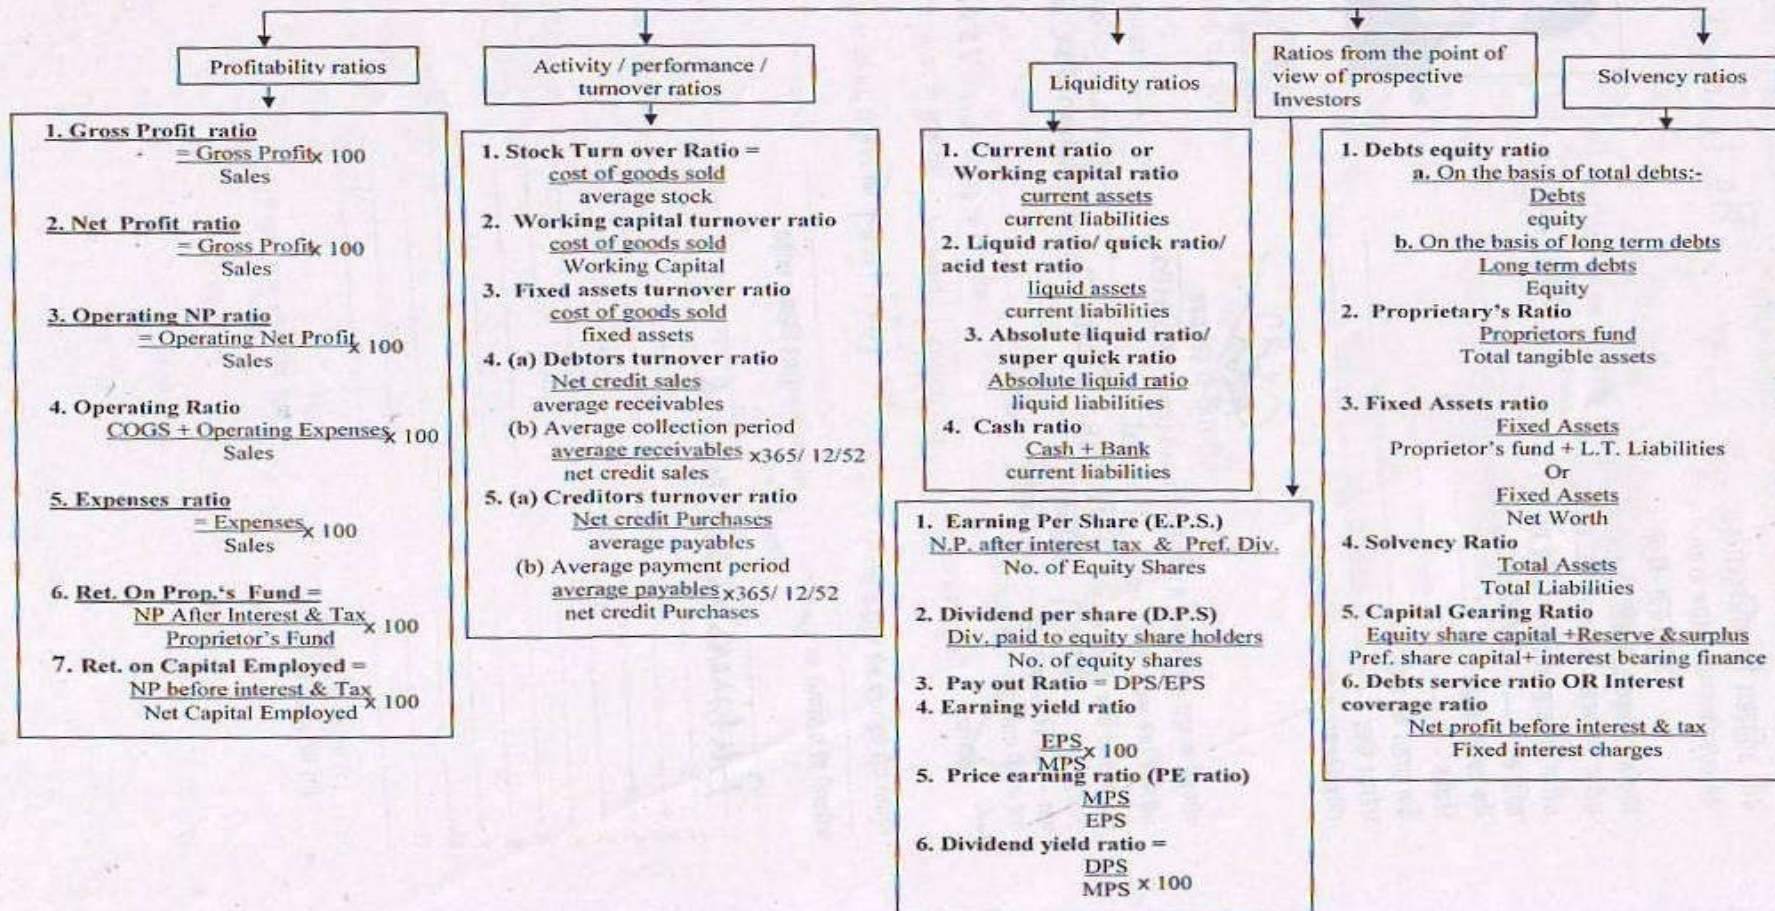 Profitability ratios
1. Gross Profit ratio
= Gross Profit x 100
Sales
2. Net Profit ratio
= Gross Profit x 100
Sales
3. Operating NP ratio
= Operating Net Profit x 100
Sales
4. Operating Ratio
COGS + Operating Expenses x 100
Sales
5. Expenses ratio
= Expenses x 100
Sales
6. Ret. On Prop.'s Fund =
NP After Interest & Tax x 100
Proprietor's Fund
7. Ret. on Capital Employed =
NP before interest & Tax x 100
Net Capital Employed
Activity / performance /
turnover ratios
1. Stock Turn over Ratio =
cost of goods sold
average stock
2. Working capital turnover ratio
cost of goods sold
Working Capital
3. Fixed assets turnover ratio
cost of goods sold
fixed assets
4. (a) Debtors turnover ratio
Net credit sales
average receivables
(b) Average collection period
average receivables x365/ 12/52
net credit sales
5. (a) Creditors turnover ratio
Net credit Purchases
average payables
(b) Average payment period
average payables x365/ 12/52
net credit Purchases
Liquidity ratios
1. Current ratio or
Working capital ratio
current assets
current liabilities
2. Liquid ratio/ quick ratio/
acid test ratio
liquid assets
current liabilities
3. Absolute liquid ratio/
super quick ratio
Absolute liquid ratio
liquid liabilities
4. Cash ratio
Cash + Bank
current liabilities
Ratios from the point of
view of prospective
Investors
1. Earning Per Share (E.P.S.)
N.P. after interest tax & Pref. Div.
No. of Equity Shares
2. Dividend per share (D.P.S)
Div. paid to equity share holders
No. of equity shares
3. Pay out Ratio = DPS/EPS
4. Earning yield ratio
EPS x 100
MPS
5. Price earning ratio (PE ratio)
MPS
EPS
6. Dividend yield ratio =
DPS
MPS x 100
Solvency ratios
1. Debts equity ratio
a. On the basis of total debts:-
Debts
equity
b. On the basis of long term debts
Long term debts
Equity
2. Proprietary's Ratio
Proprietors fund
Total tangible assets
3. Fixed Assets ratio
Fixed Assets
Proprietor's fund + L.T. Liabilities
Or
Fixed Assets
Net Worth
4. Solvency Ratio
Total Assets
Total Liabilities
5. Capital Gearing Ratio
Equity share capital +Reserve &surplus
Pref. share capital+ interest bearing finance
6. Debts service ratio OR Interest
coverage ratio
Net profit before interest & tax
Fixed interest charges